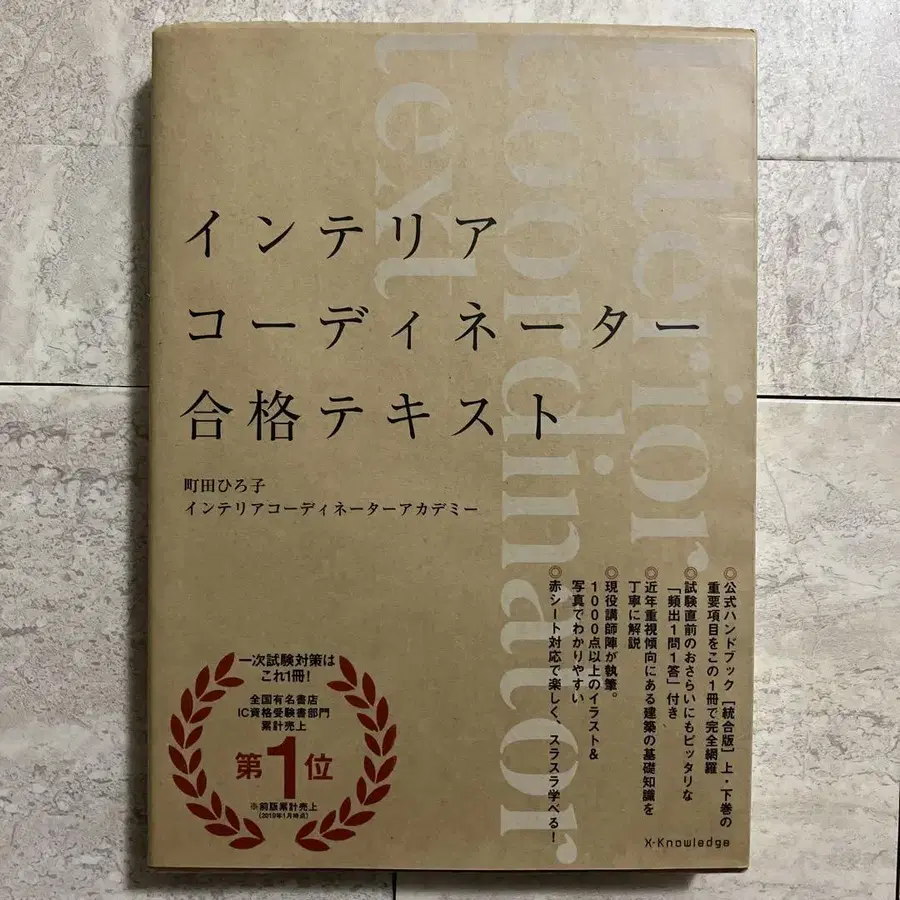 Interior
coordinator
text
インテリア
コーディネーター
合格テキスト
町田ひろ子
インテリアコーディネーターアカデミー
◎公式ハンドブック［統合版］上・下巻の
重要項目をこの1冊で完全網羅
◎試験直前のおさらいにもピッタリな
「頻出1問1答」付き
◎近年重視傾向にある建築の基礎知識を
丁寧に解説
◎現役講師陣が執筆。
1000点以上のイラスト&
写真でわかりやすい
◎赤シート対応で楽しく、スラスラ学べる！
一次試験対策は
これ1冊！
全国有名書店
IC資格受験書部門
累計売上
第1位
※前版累計売上
（2019年1月時点）
X-Knowledge